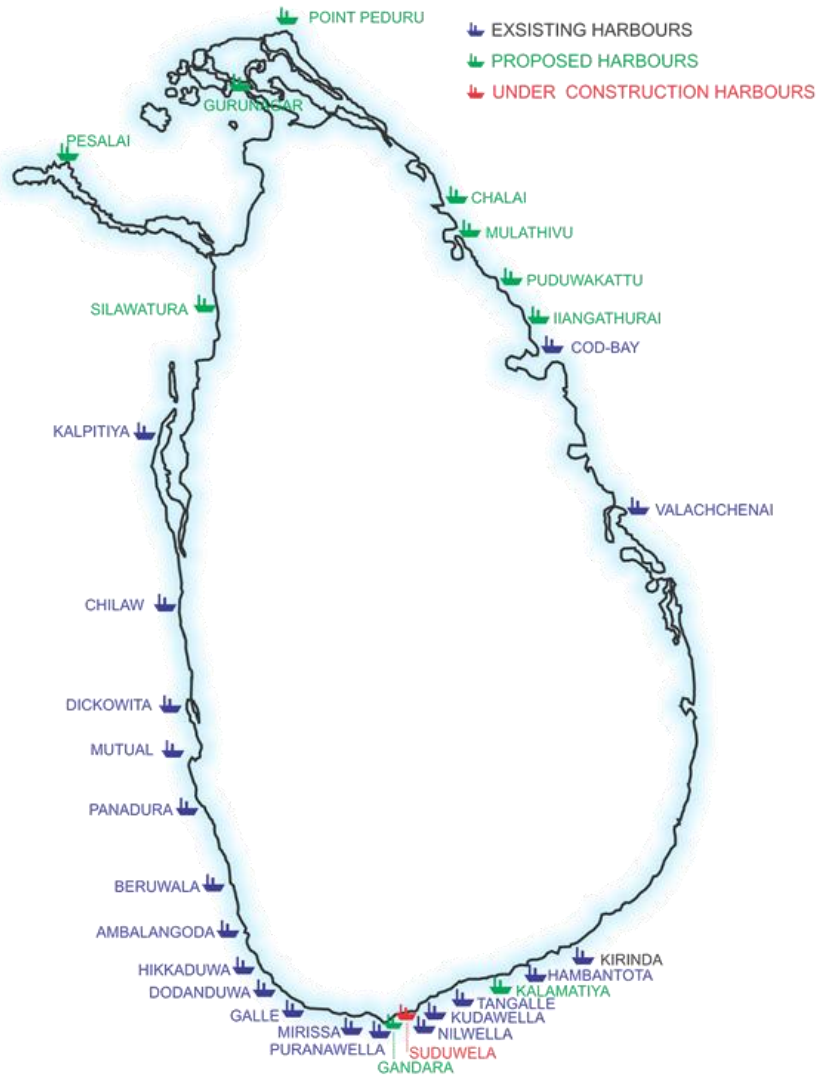 POINT PEDURU
EXSISTING HARBOURS
PROPOSED HARBOURS
UNDER CONSTRUCTION HARBOURS
GURUNAGAR
PESALAI
CHALAI
MULATHIVU
PUDUWAKATTU
SILAWATURA
IIANGATHURAI
COD-BAY
KALPITIYA
VALACHCHENAI
CHILAW
DICKOWITA
MUTUAL
PANADURA
BERUWALA
AMBALANGODA
KIRINDA
HIKKADUWA
HAMBANTOTA
DODANDUWA
KALAMATIYA
TANGALLE
GALLE
KUDAWELLA
MIRISSA
NILWELLA
PURANAWELLA
SUDUWELA
GANDARA